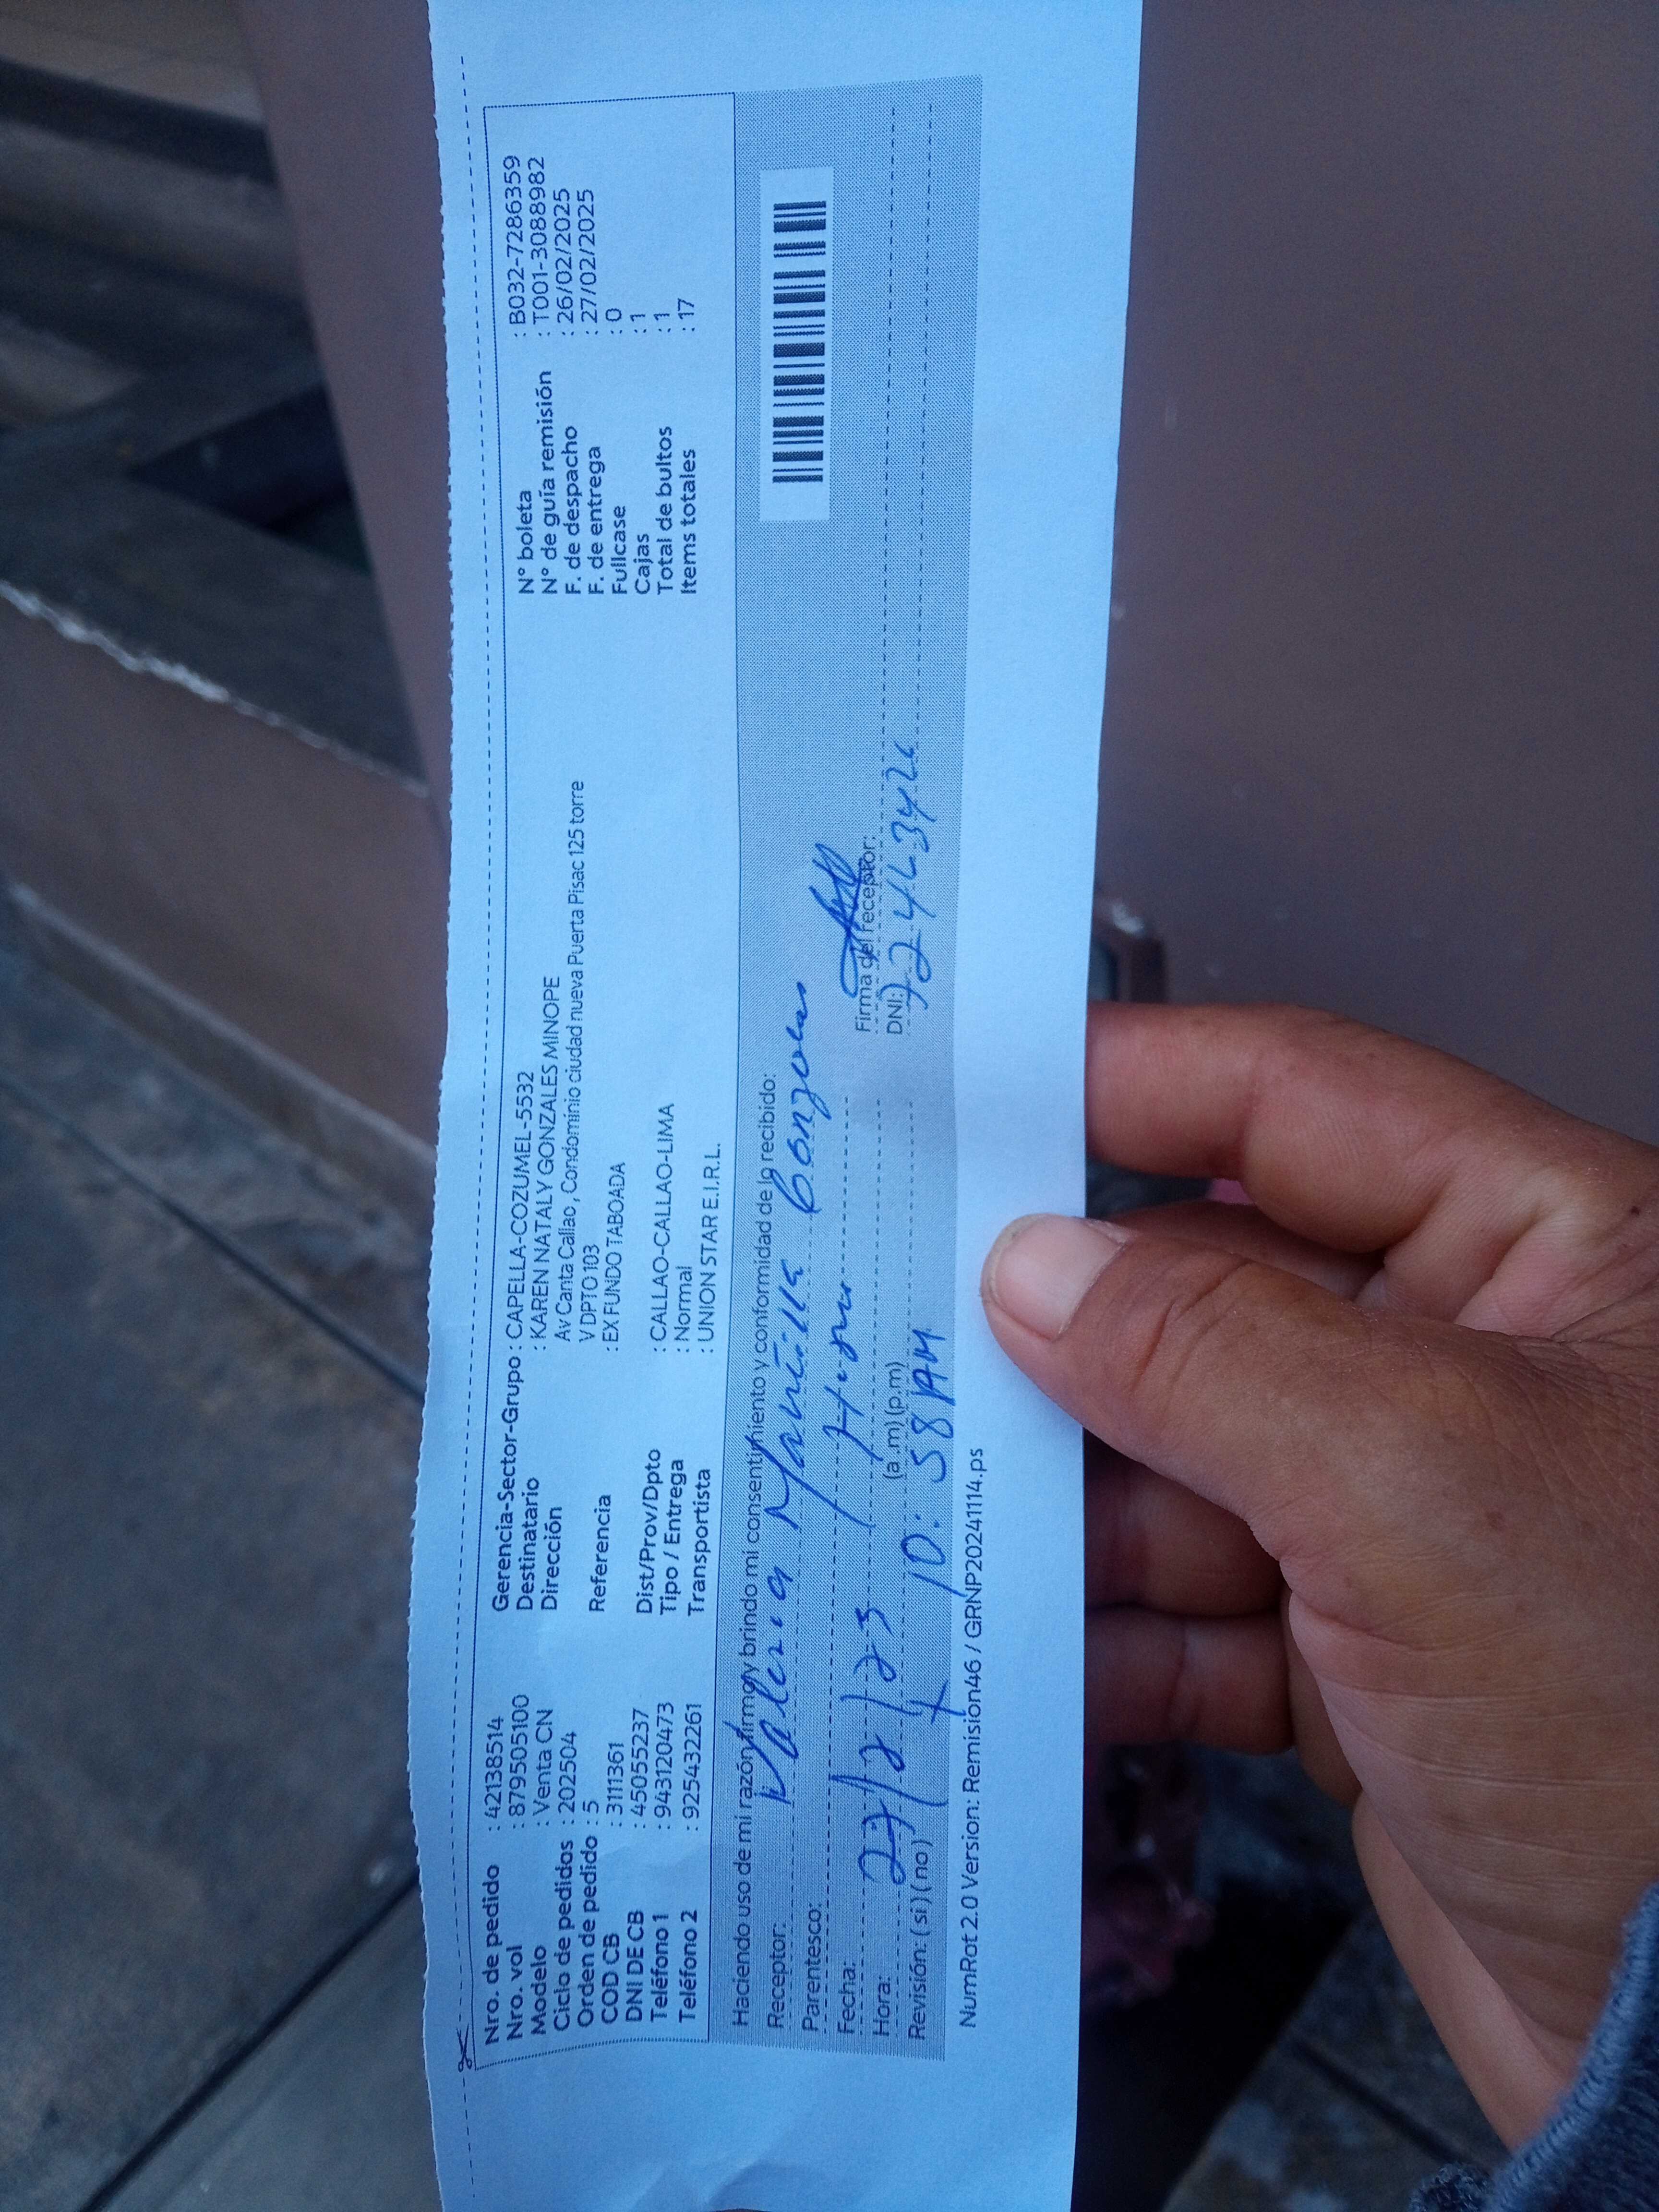 Nro. de pedido : 42138514
Nro. vol : 879505100
Modelo : Venta CN
Ciclo de pedidos : 202504
Orden de pedido : 5
COD CB : 3111361
DNI DE CB : 45055237
Teléfono 1 : 943120473
Teléfono 2 : 925432261
Gerencia-Sector-Grupo : CAPELLA-COZUMEL-5532
Destinatario : KAREN NATALY GONZALES MINOPE
Dirección Av Canta Callao , Condominio ciudad nueva Puerta Pisac 125 torre
V DPTO 103
Referencia : EX FUNDO TABOADA
Dist/Prov/Dpto : CALLAO-CALLAO-LIMA
Tipo / Entrega : Normal
Transportista : UNION STAR E.I.R.L.
N° boleta : B032-7286359
N° de guía remisión : T001-3088982
F. de despacho : 26/02/2025
F. de entrega : 27/02/2025
Fullcase : 0
Cajas : 1
Total de bultos : 1
Items totales : 17
Haciendo uso de mi razón firmo y brindo mi consentimiento y conformidad de lo recibido:
Receptor: Valeria
Parentesco:
Fecha:
Hora: (a.m) (p.m) 10:58 AM
Revisión: ( si ) ( no )
Firma del receptor:
DNI:
NumRot 2.0 Version: Remision46 / GRNP20241114.ps